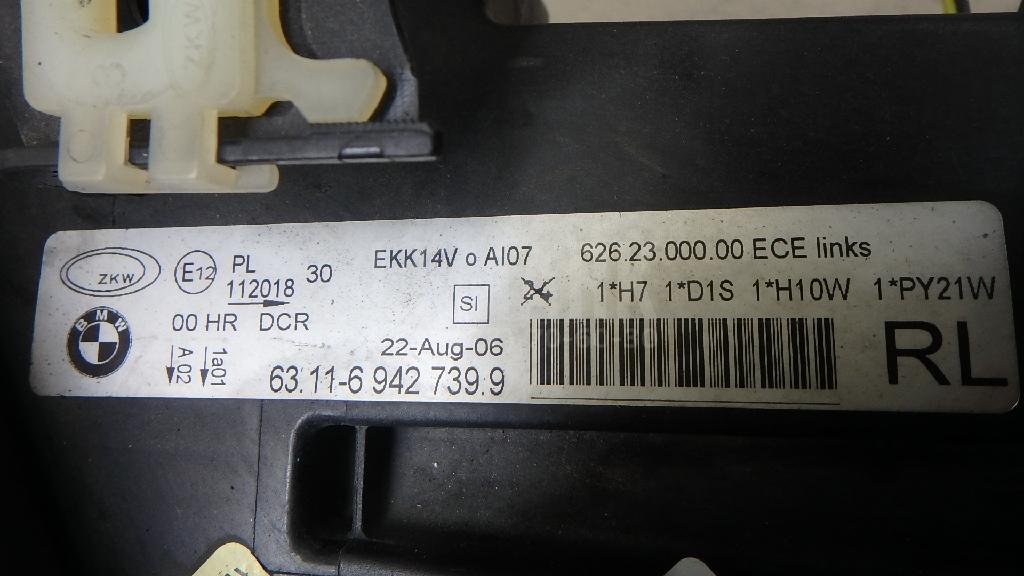 ZKW
ZKW
E12
PL
112018
30
EKK14V o AI07
626.23.000.00 ECE links
SI
1*H7 1*D1S 1*H10W 1*PY21W
BMW
00 HR DCR
22-Aug-06
A 02
1a01
63.11-6 942 739.9
RL